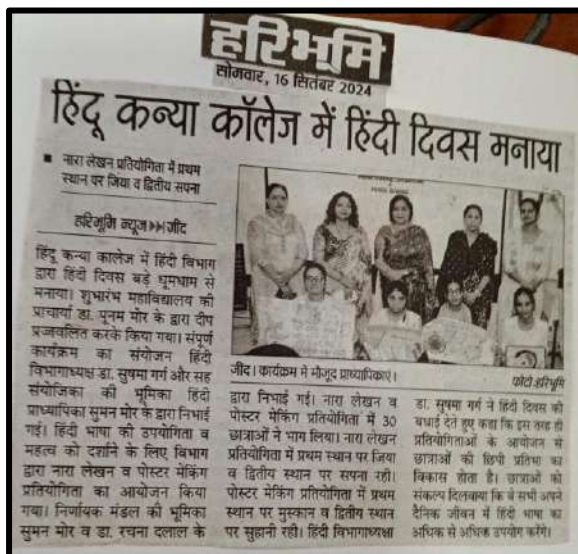 हरिभूमि
सोमवार, 16 सितंबर 2024
हिंदू कन्या कॉलेज में हिंदी दिवस मनाया
नारा लेखन प्रतियोगिता में प्रथम
स्थान पर जिया व द्वितीय सपना
हरिभूमि न्यूज जींद
हिंदू कन्या कालेज में हिंदी विभाग
द्वारा हिंदी दिवस बड़े धूमधाम से
मनाया। शुभारंभ महाविद्यालय की
प्राचार्या डा. पूनम मोर के द्वारा दीप
प्रज्जवलित करके किया गया। संपूर्ण
कार्यक्रम का संयोजन हिंदी
विभागाध्यक्ष डा. सुषमा गर्ग और सह
संयोजिका की भूमिका हिंदी
प्राध्यापिका सुमन मोर के द्वारा निभाई
गई। हिंदी भाषा की उपयोगिता व
महत्व को दर्शाने के लिए विभाग
द्वारा नारा लेखन व पोस्टर मेकिंग
प्रतियोगिता का आयोजन किया
गया। निर्णायक मंडल की भूमिका
सुमन मोर व डा. रचना दलाल के
जींद। कार्यक्रम में मौजूद प्राध्यापिकाएं।
फोटो हरिभूमि
द्वारा निभाई गई। नारा लेखन व
पोस्टर मेकिंग प्रतियोगिता में 30
छात्राओं ने भाग लिया। नारा लेखन
प्रतियोगिता में प्रथम स्थान पर जिया
व द्वितीय स्थान पर सपना रही।
पोस्टर मेकिंग प्रतियोगिता में प्रथम
स्थान पर मुस्कान व द्वितीय स्थान
पर सुहानी रही। हिंदी विभागाध्यक्षा
डा. सुषमा गर्ग ने हिंदी दिवस की
बधाई देते हुए कहा कि इस तरह ही
प्रतियोगिताओं के आयोजन से
छात्राओं की छिपी प्रतिभा का
विकास होता है। छात्राओं को
संकल्प दिलवाया कि वे सभी अपने
दैनिक जीवन में हिंदी भाषा का
अधिक से अधिक उपयोग करेंगे।